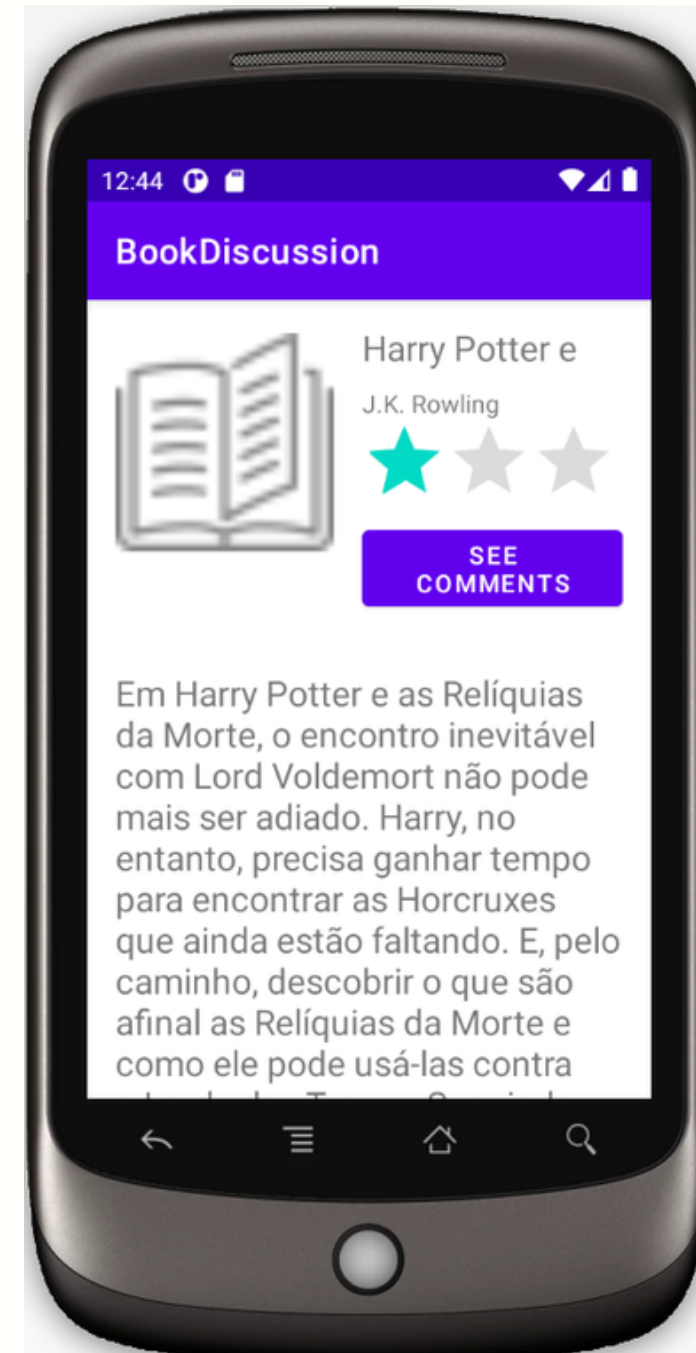 12:44
BookDiscussion
Harry Potter e
J.K. Rowling
SEE
COMMENTS
Em Harry Potter e as Relíquias
da Morte, o encontro inevitável
com Lord Voldemort não pode
mais ser adiado. Harry, no
entanto, precisa ganhar tempo
para encontrar as Horcruxes
que ainda estão faltando. E, pelo
caminho, descobrir o que são
afinal as Relíquias da Morte e
como ele pode usá-las contra